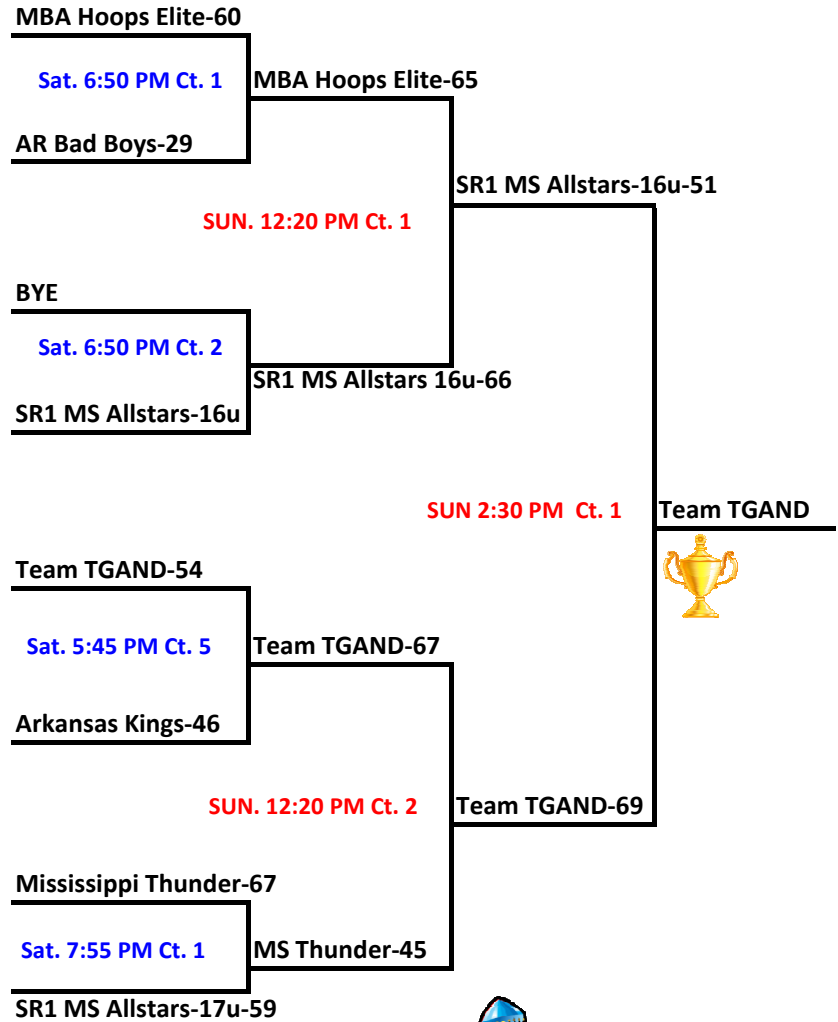 MBA Hoops Elite-60
Sat. 6:50 PM Ct. 1
MBA Hoops Elite-65
AR Bad Boys-29
SR1 MS Allstars-16u-51
SUN. 12:20 PM Ct. 1
BYE
Sat. 6:50 PM Ct. 2
SR1 MS Allstars 16u-66
SR1 MS Allstars-16u
SUN 2:30 PM Ct. 1
Team TGAND
Team TGAND-54
Sat. 5:45 PM Ct. 5
Team TGAND-67
Arkansas Kings-46
SUN. 12:20 PM Ct. 2
Team TGAND-69
Mississippi Thunder-67
Sat. 7:55 PM Ct. 1
MS Thunder-45
SR1 MS Allstars-17u-59